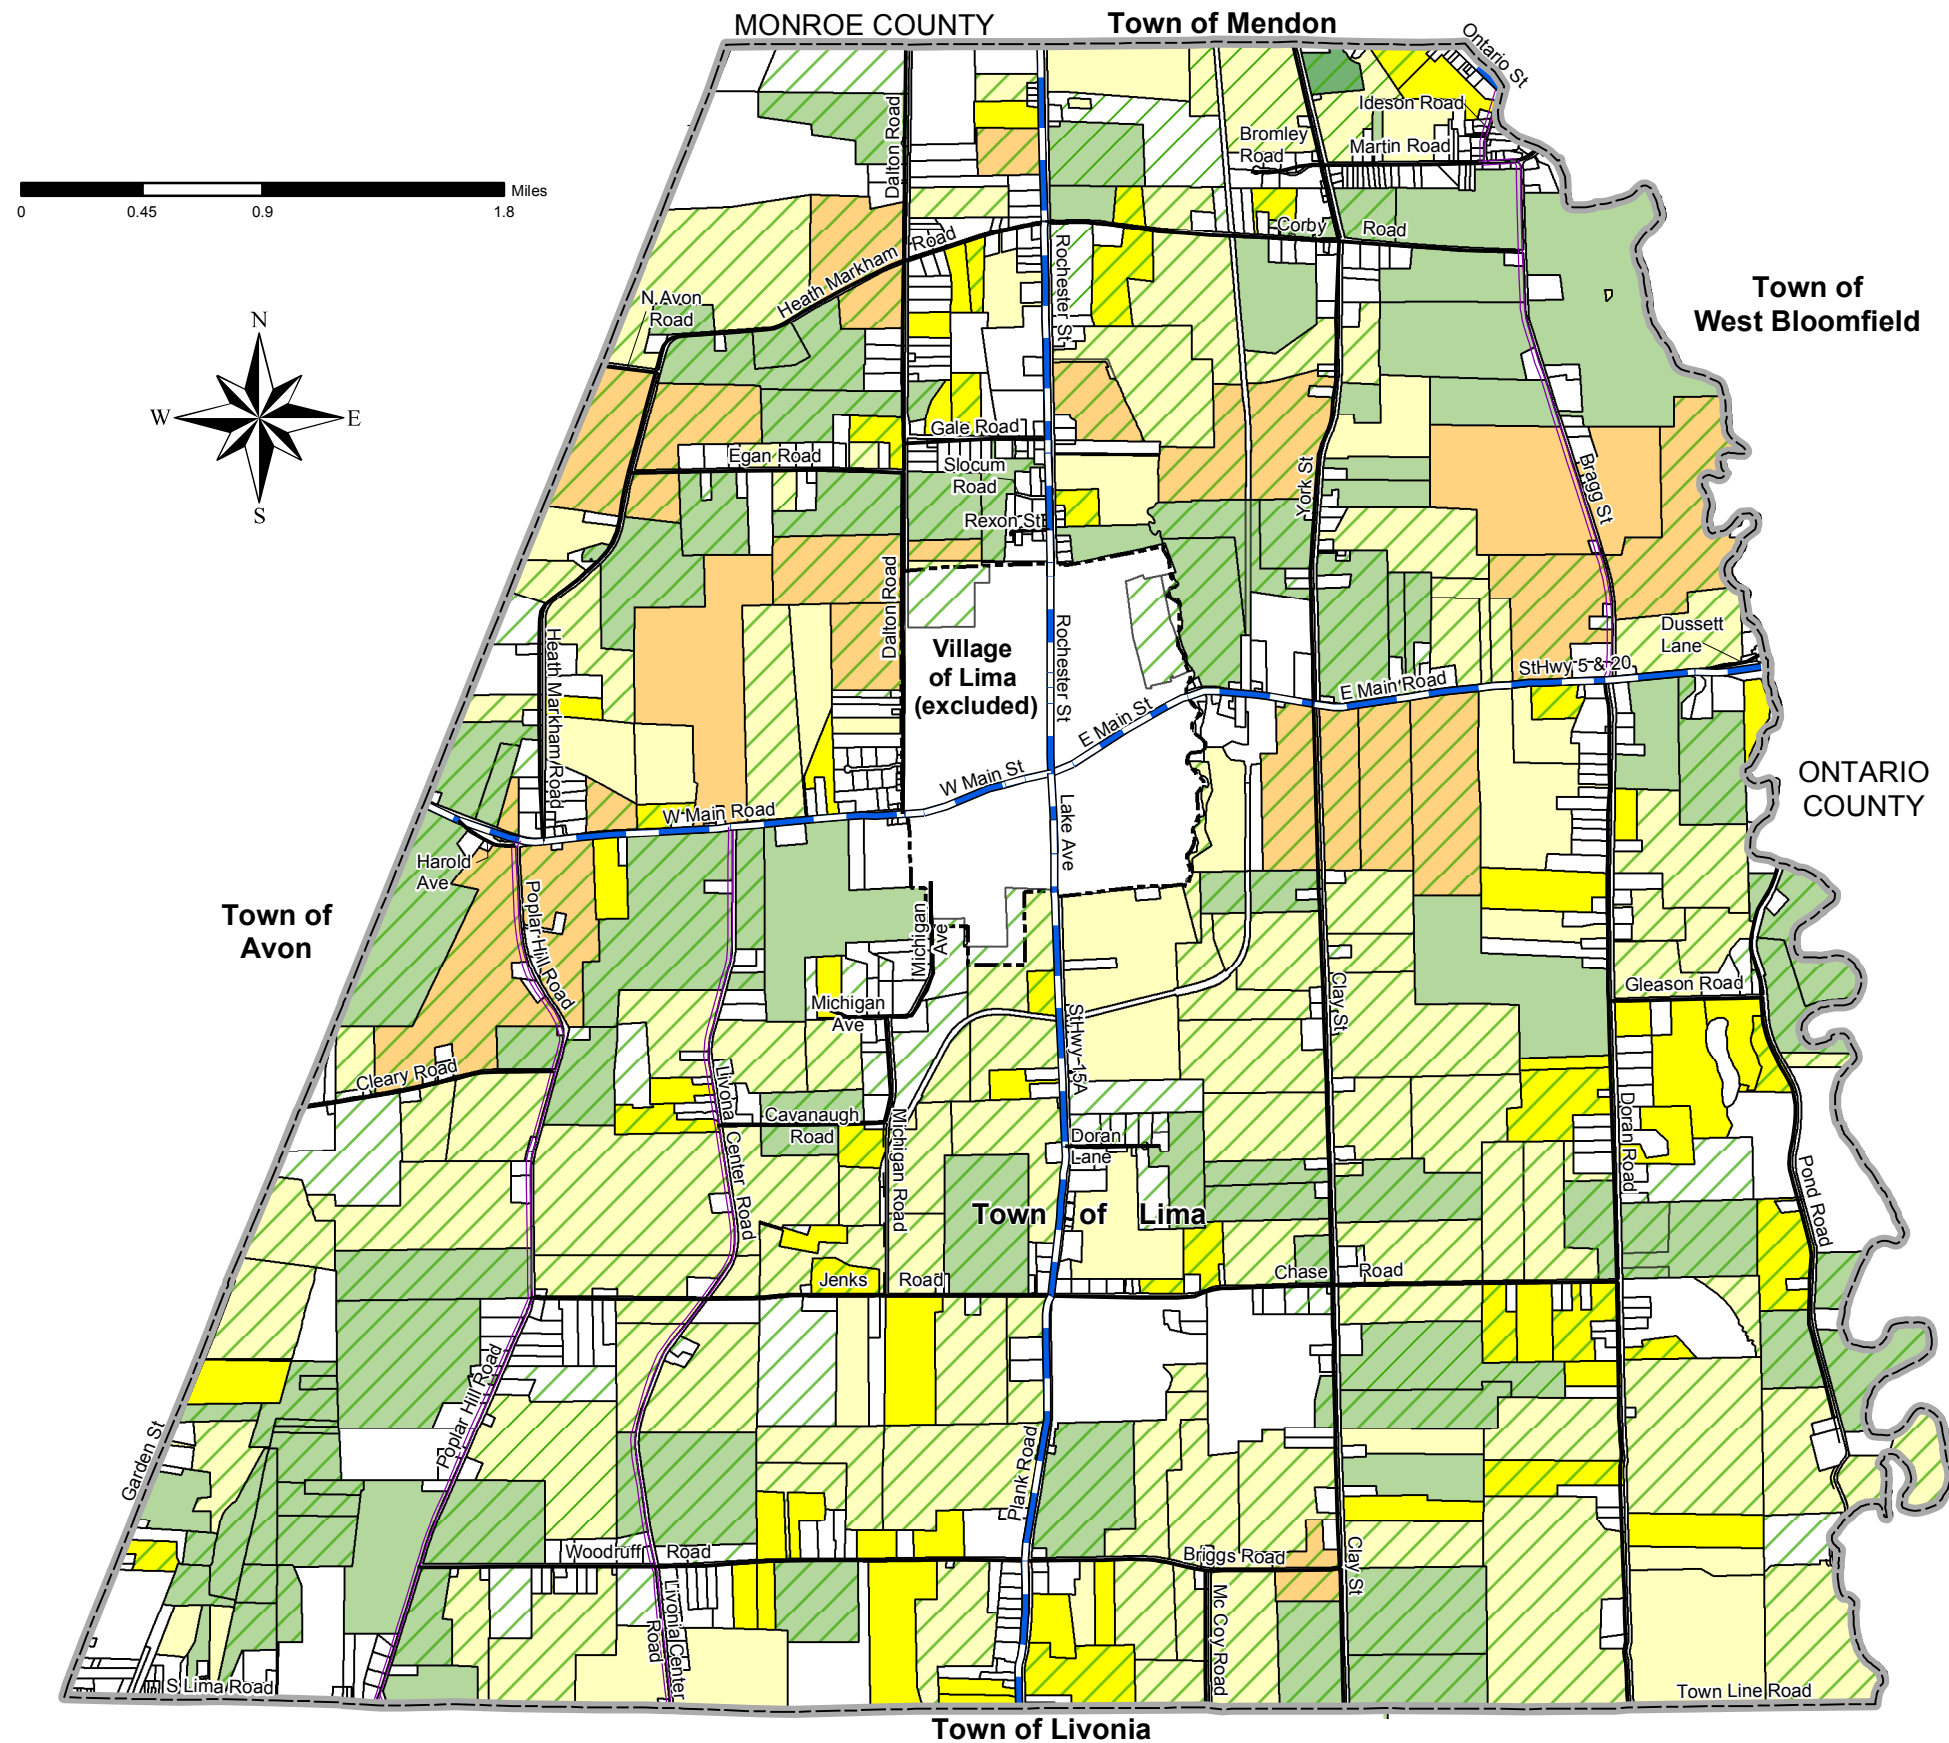 MONROE COUNTY
Town of Mendon
Ontario St
Ideson Road
Dalton Road
Bromley
Road
Martin Road
Miles
0
0.45
0.9
1.8
Corby Road
Heath Markham Road
Rochester St
N Avon
Road
Town of
West Bloomfield
N
W
E
S
Gale Road
Egan Road
Slocum
Road
Rexon St
York St
Bragg St
Dalton Road
Heath Markham Road
Village
of Lima
(excluded)
Rochester St
Dussett
Lane
StHwy 5 & 20
E Main Road
E Main St
W Main St
W Main Road
Lake Ave
ONTARIO
COUNTY
Harold
Ave
Poplar Hill Road
Town of
Avon
Michigan
Ave
Michigan
Ave
Clay St
Gleason Road
StHwy 15A
Cleary Road
Livona Center Road
Cavanaugh
Road
Michigan Road
Doran
Lane
Doran Road
Pond Road
Town of Lima
Jenks Road
Chase Road
Poplar Hill Road
Garden St
Plank Road
Woodruff Road
Briggs Road
Clay St
Livonia Center
Road
Mc Coy Road
S Lima Road
Town Line Road
Town of Livonia